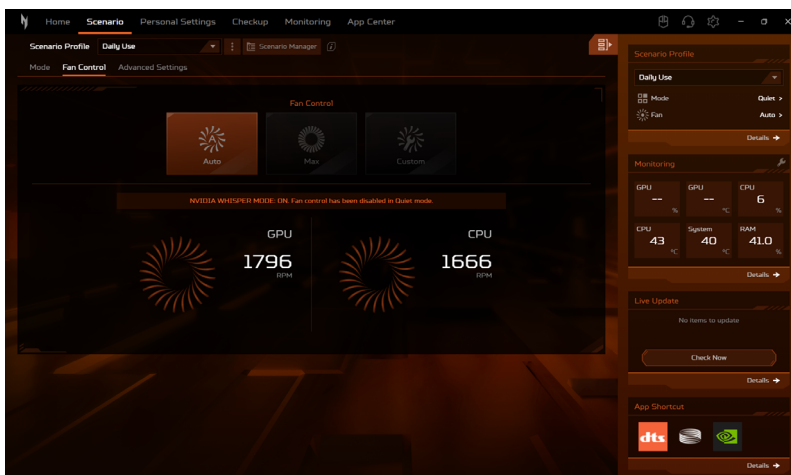 Home Scenario Personal Settings Checkup Monitoring App Center
Scenario Profile Daily Use Scenario Manager
Mode Fan Control Advanced Settings
Fan Control
Auto Max Custom
NVIDIA WHISPER MODE: ON. Fan control has been disabled in Quiet mode.
GPU
1796
RPM
CPU
1666
RPM
Scenario Profile
Daily Use
Mode Quiet >
Fan Auto >
Details
Monitoring
GPU GPU CPU
-- -- 6
% °C %
CPU System RAM
43 40 41.0
°C °C %
Details
Live Update
No items to update
Check Now
Details
App Shortcut
dts
Details